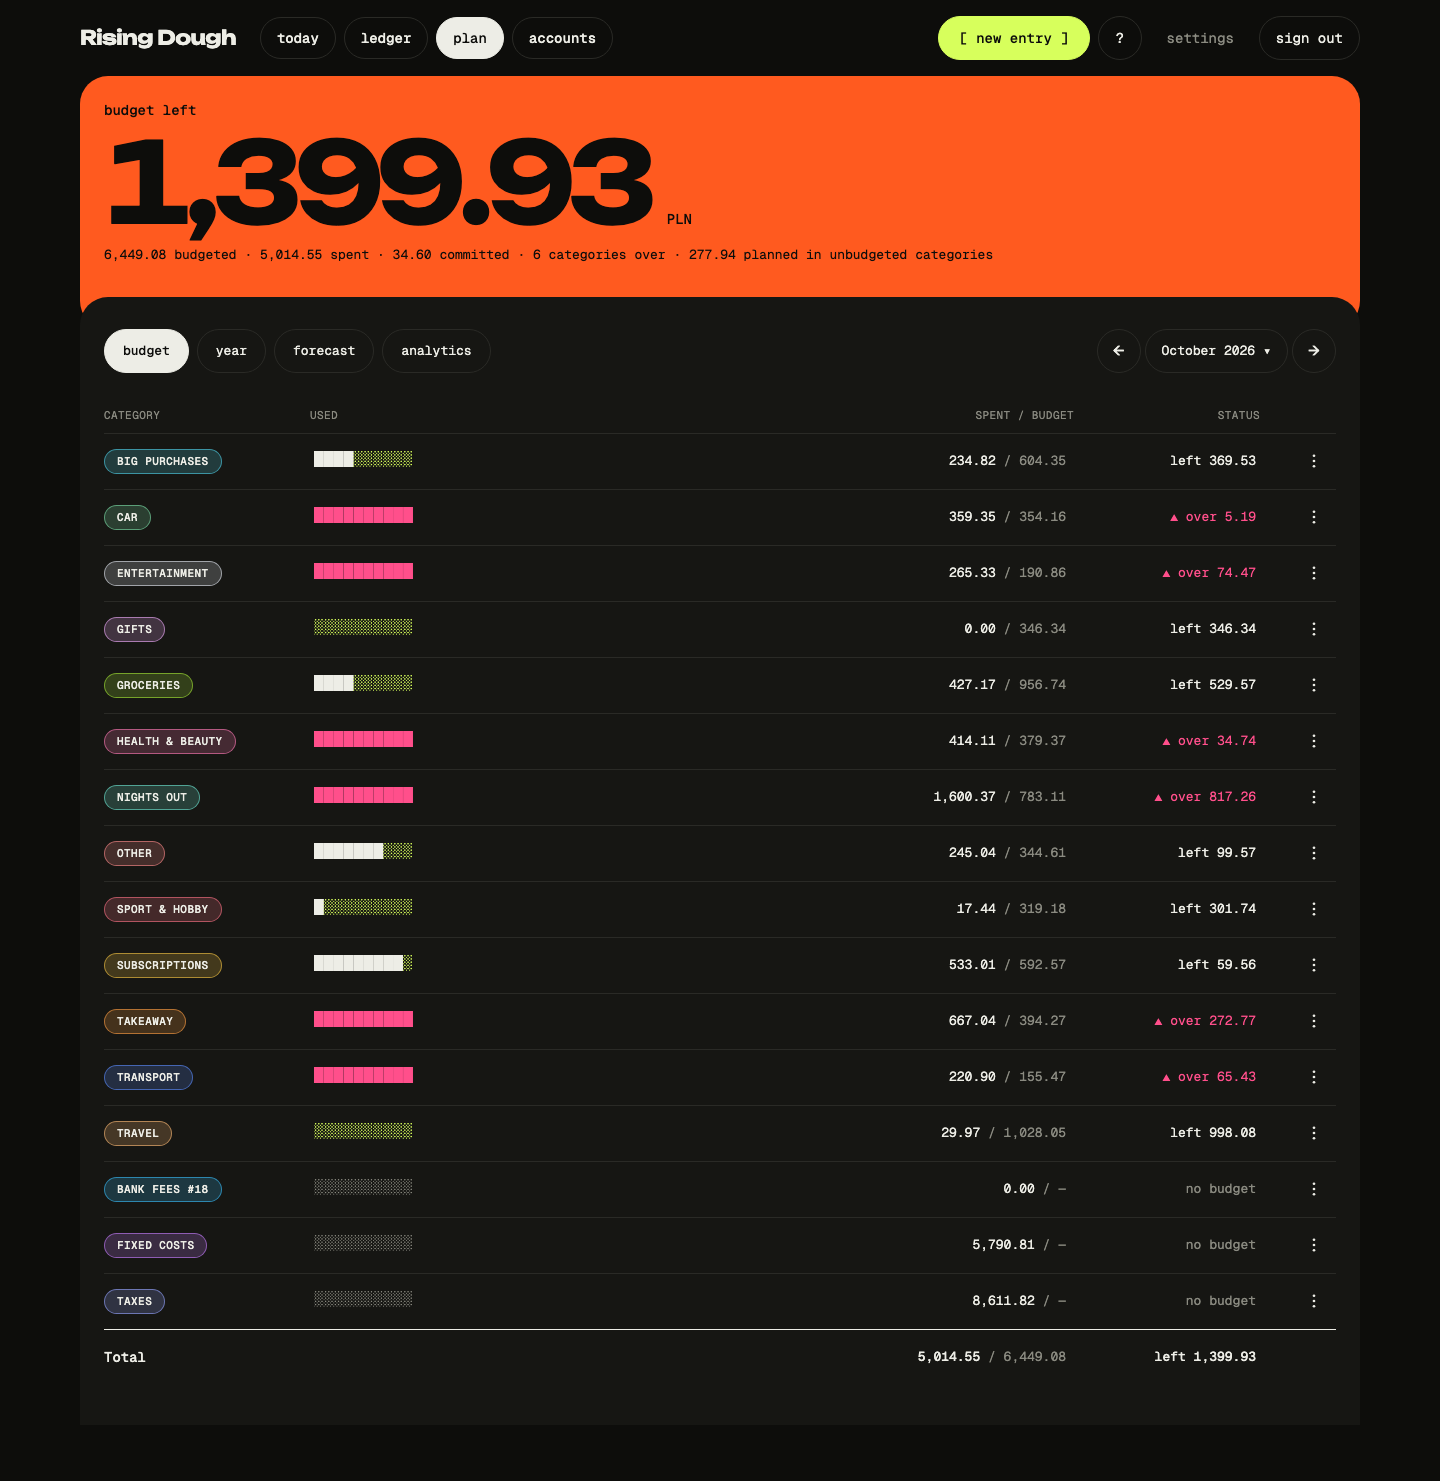 Rising Dough today ledger plan accounts [ new entry ] ? settings sign out
budget left
1,399.93 PLN
6,449.08 budgeted · 5,014.55 spent · 34.60 committed · 6 categories over · 277.94 planned in unbudgeted categories
budget year forecast analytics ← October 2026 ▾ →
CATEGORY USED SPENT / BUDGET STATUS
BIG PURCHASES 234.82 / 604.35 left 369.53
CAR 359.35 / 354.16 ▲ over 5.19
ENTERTAINMENT 265.33 / 190.86 ▲ over 74.47
GIFTS 0.00 / 346.34 left 346.34
GROCERIES 427.17 / 956.74 left 529.57
HEALTH & BEAUTY 414.11 / 379.37 ▲ over 34.74
NIGHTS OUT 1,600.37 / 783.11 ▲ over 817.26
OTHER 245.04 / 344.61 left 99.57
SPORT & HOBBY 17.44 / 319.18 left 301.74
SUBSCRIPTIONS 533.01 / 592.57 left 59.56
TAKEAWAY 667.04 / 394.27 ▲ over 272.77
TRANSPORT 220.90 / 155.47 ▲ over 65.43
TRAVEL 29.97 / 1,028.05 left 998.08
BANK FEES #18 0.00 / — no budget
FIXED COSTS 5,790.81 / — no budget
TAXES 8,611.82 / — no budget
Total 5,014.55 / 6,449.08 left 1,399.93